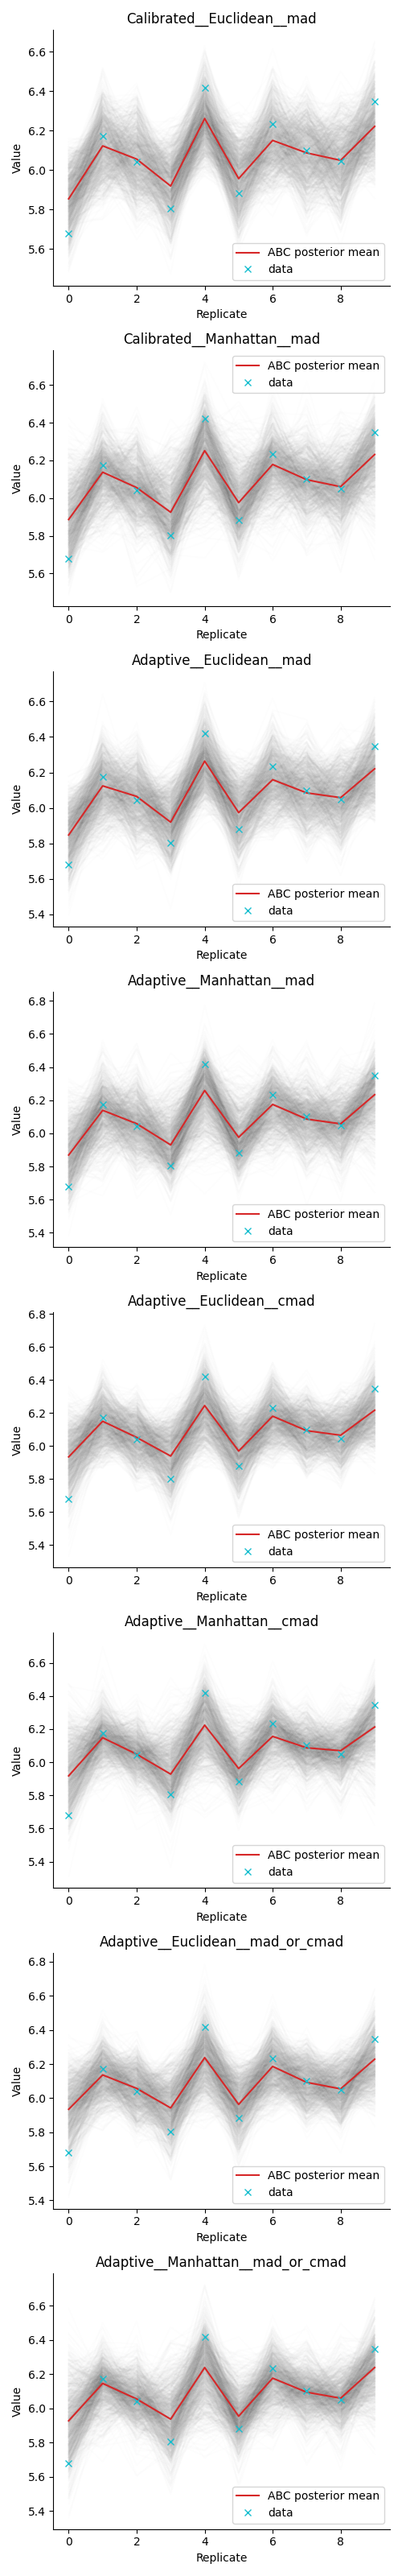 Calibrated__Euclidean__mad
6.6
6.4
6.2
6.0
5.8
5.6
Value
ABC posterior mean
data
0 2 4 6 8
Replicate
Calibrated__Manhattan__mad
ABC posterior mean
data
6.6
6.4
6.2
6.0
5.8
5.6
Value
0 2 4 6 8
Replicate
Adaptive__Euclidean__mad
6.6
6.4
6.2
6.0
5.8
5.6
5.4
Value
ABC posterior mean
data
0 2 4 6 8
Replicate
Adaptive__Manhattan__mad
6.8
6.6
6.4
6.2
6.0
5.8
5.6
5.4
Value
ABC posterior mean
data
0 2 4 6 8
Replicate
Adaptive__Euclidean__cmad
6.8
6.6
6.4
6.2
6.0
5.8
5.6
5.4
Value
ABC posterior mean
data
0 2 4 6 8
Replicate
Adaptive__Manhattan__cmad
6.6
6.4
6.2
6.0
5.8
5.6
5.4
Value
ABC posterior mean
data
0 2 4 6 8
Replicate
Adaptive__Euclidean__mad_or_cmad
6.8
6.6
6.4
6.2
6.0
5.8
5.6
5.4
Value
ABC posterior mean
data
0 2 4 6 8
Replicate
Adaptive__Manhattan__mad_or_cmad
6.6
6.4
6.2
6.0
5.8
5.6
5.4
Value
ABC posterior mean
data
0 2 4 6 8
Replicate